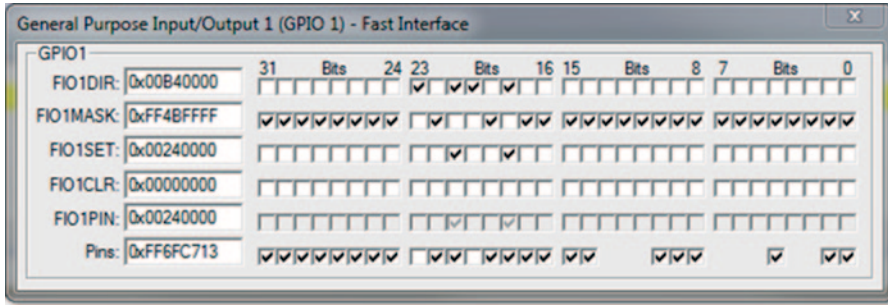 General Purpose Input/Output 1 (GPIO 1) - Fast Interface
GPIO1
31 Bits 24 23 Bits 16 15 Bits 8 7 Bits 0
FIO1DIR: 0x00B40000
FIO1MASK: 0xFF4BFFFF
FIO1SET: 0x00240000
FIO1CLR: 0x00000000
FIO1PIN: 0x00240000
Pins: 0xFF6FC713